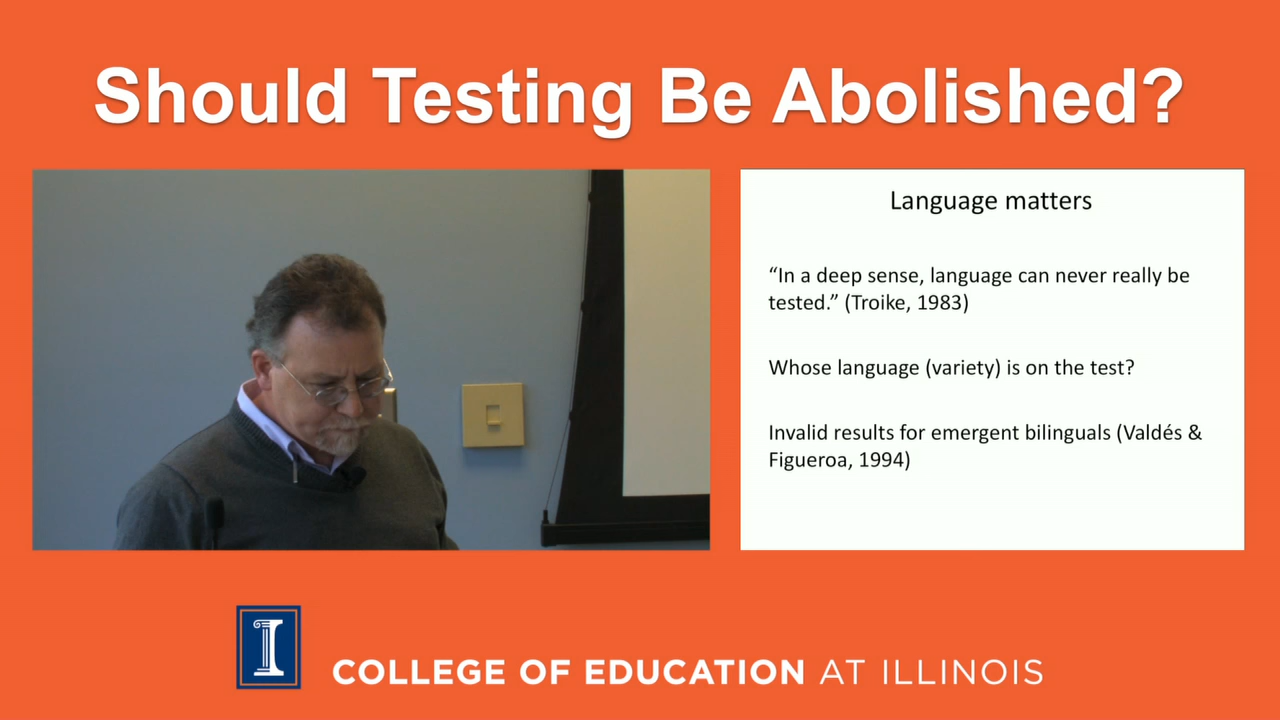 Should Testing Be Abolished?
Language matters
“In a deep sense, language can never really be
tested.” (Troike, 1983)
Whose language (variety) is on the test?
Invalid results for emergent bilinguals (Valdés &
Figueroa, 1994)
I
COLLEGE OF EDUCATION AT ILLINOIS